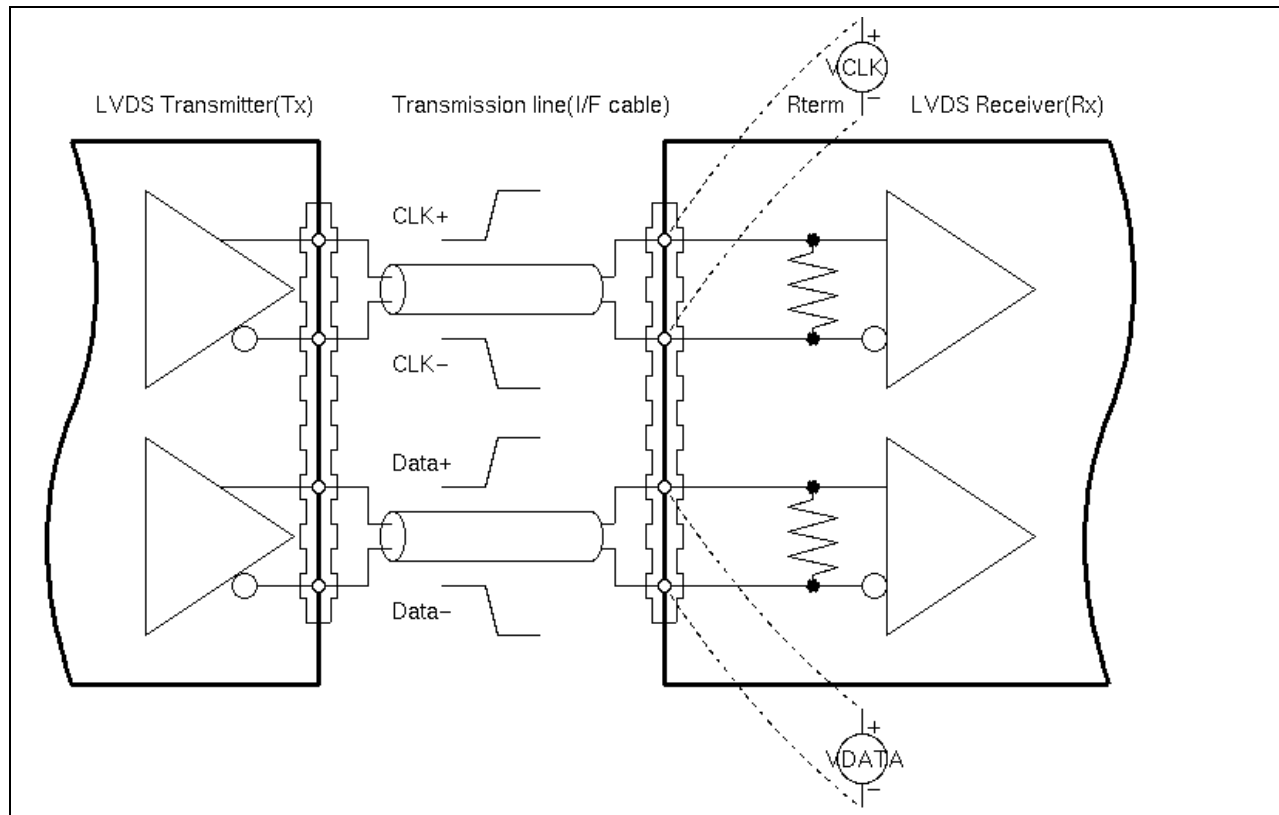 +
VCLK
−
LVDS Transmitter(Tx)
Transmission line(I/F cable)
Rterm
LVDS Receiver(Rx)
CLK+
CLK−
Data+
Data−
+
VDATA
−